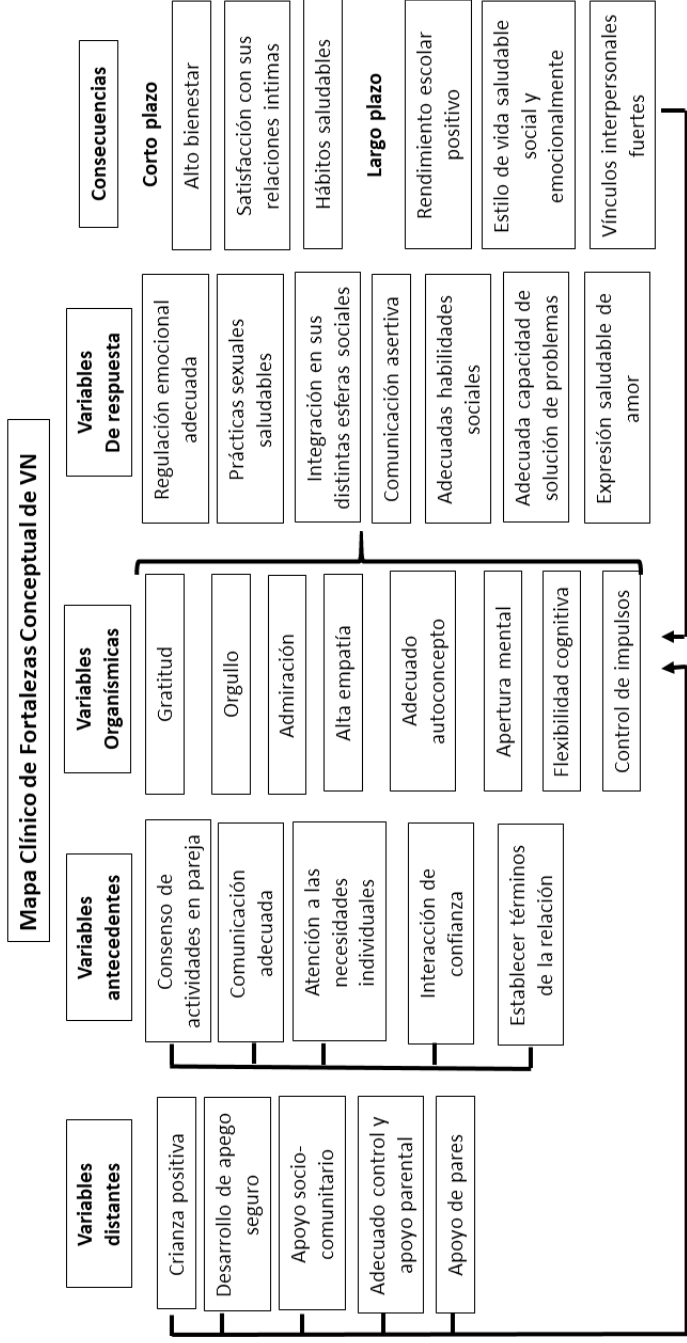 Mapa Clínico de Fortalezas Conceptual de VN
Variables
distantes
Crianza positiva
Desarrollo de apego
seguro
Apoyo socio-
comunitario
Adecuado control y
apoyo parental
Apoyo de pares
Variables
antecedentes
Consenso de
actividades en pareja
Comunicación
adecuada
Atención a las
necesidades
individuales
Interacción de
confianza
Establecer términos
de la relación
Variables
Organísmicas
Gratitud
Orgullo
Admiración
Alta empatía
Adecuado
autoconcepto
Apertura mental
Flexibilidad cognitiva
Control de impulsos
Variables
De respuesta
Regulación emocional
adecuada
Prácticas sexuales
saludables
Integración en sus
distintas esferas sociales
Comunicación asertiva
Adecuadas habilidades
sociales
Adecuada capacidad de
solución de problemas
Expresión saludable de
amor
Consecuencias
Corto plazo
Alto bienestar
Satisfacción con sus
relaciones intimas
Hábitos saludables
Largo plazo
Rendimiento escolar
positivo
Estilo de vida saludable
social y
emocionalmente
Vínculos interpersonales
fuertes